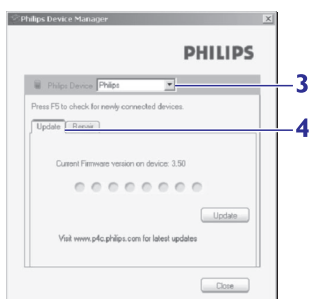 Philips Device Manager
PHILIPS
Philips Device Philips
3
Press F5 to check for newly connected devices.
Update Repair
4
Current Firmware version on device: 3.50
Update
Visit www.p4c.philips.com for latest updates
Close